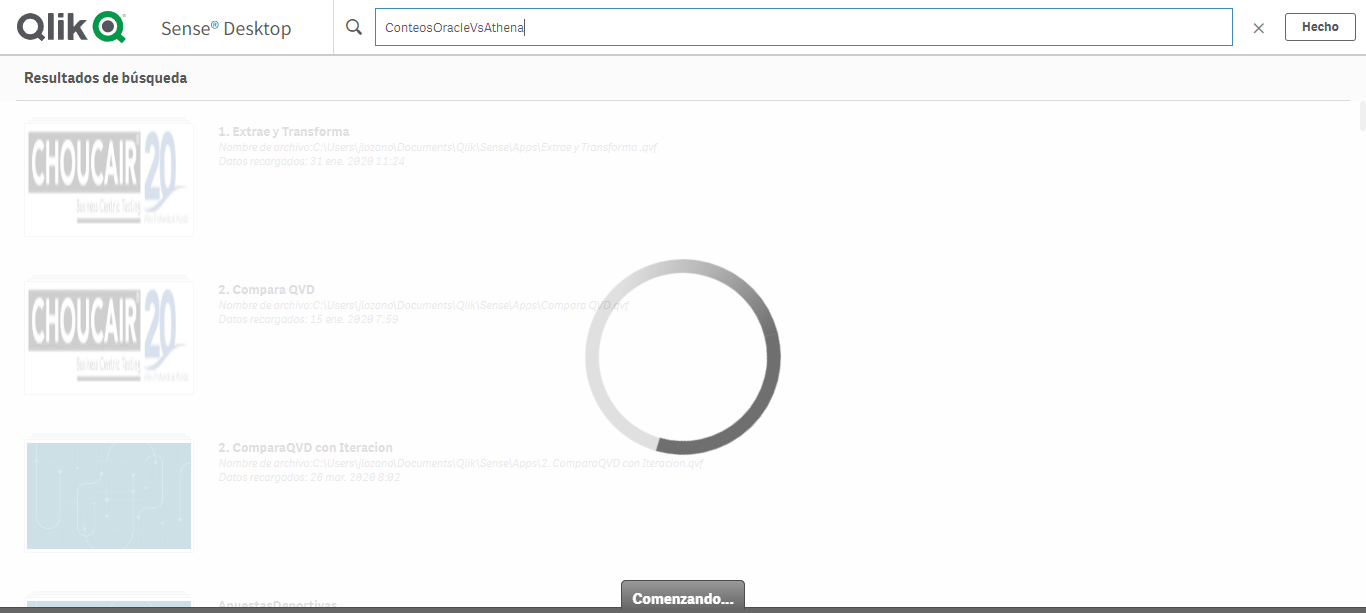 Qlik Sense® Desktop
ConteosOracleVsAthena
Hecho
Resultados de búsqueda
CHOUCAIR 20
Business Centric Testing
1. Extrae y Transforma
Nombre de archivo:C:\Users\jlozano\Documents\Qlik\Sense\Apps\Extrae y Transforma .qvf
Datos recargados: 31 ene. 2020 11:24
CHOUCAIR 20
Business Centric Testing
2. Compara QVD
Nombre de archivo:C:\Users\jlozano\Documents\Qlik\Sense\Apps\Compara QVD.qvf
Datos recargados: 15 ene. 2020 7:59
2. ComparaQVD con Iteracion
Nombre de archivo:C:\Users\jlozano\Documents\Qlik\Sense\Apps\2. ComparaQVD con Iteracion.qvf
Datos recargados: 26 mar. 2020 8:02
ApuestasDeportivas
Comenzando...